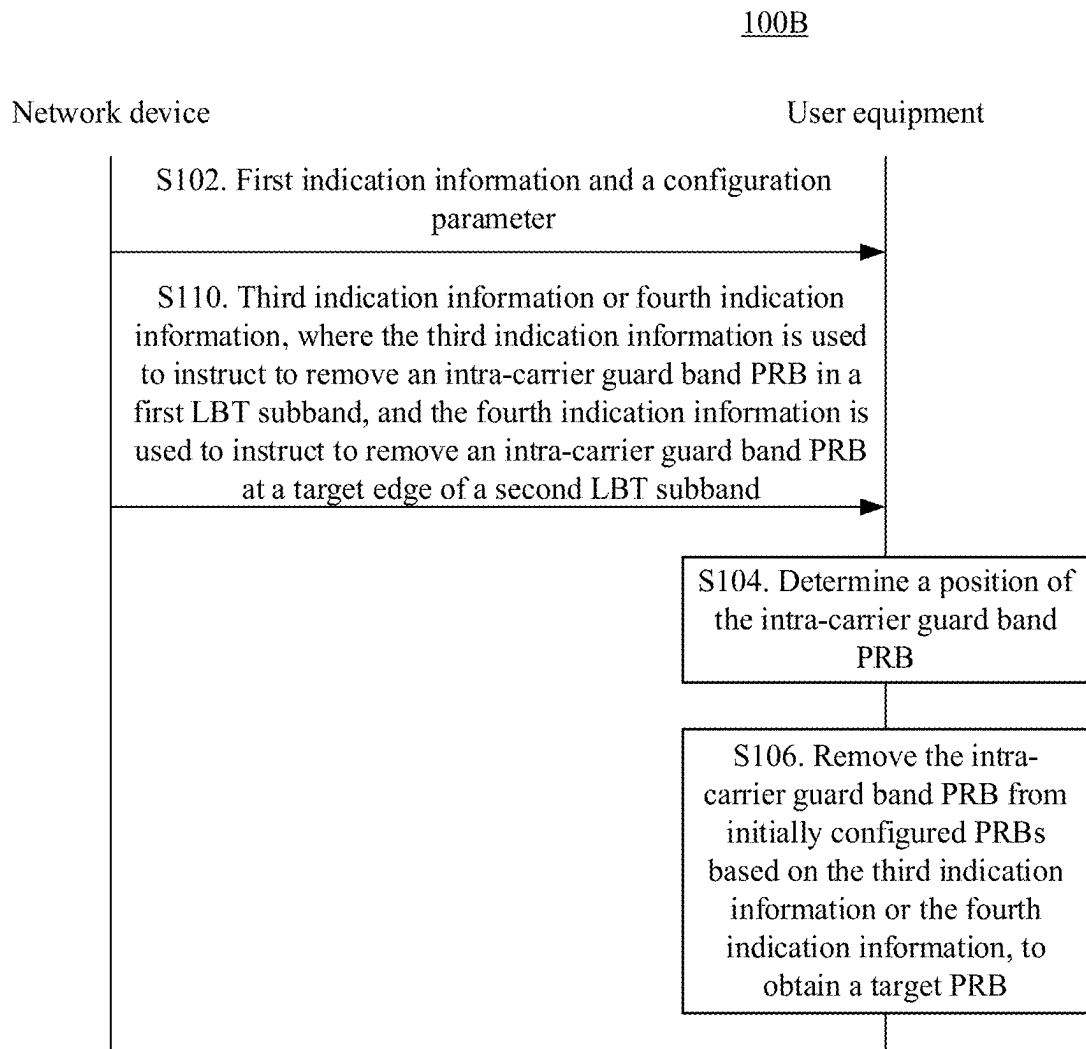 100B
Network device
User equipment
S102. First indication information and a configuration
parameter
S110. Third indication information or fourth indication
information, where the third indication information is used
to instruct to remove an intra-carrier guard band PRB in a
first LBT subband, and the fourth indication information is
used to instruct to remove an intra-carrier guard band PRB
at a target edge of a second LBT subband
S104. Determine a position of
the intra-carrier guard band
PRB
S106. Remove the intra-
carrier guard band PRB from
initially configured PRBs
based on the third indication
information or the fourth
indication information, to
obtain a target PRB